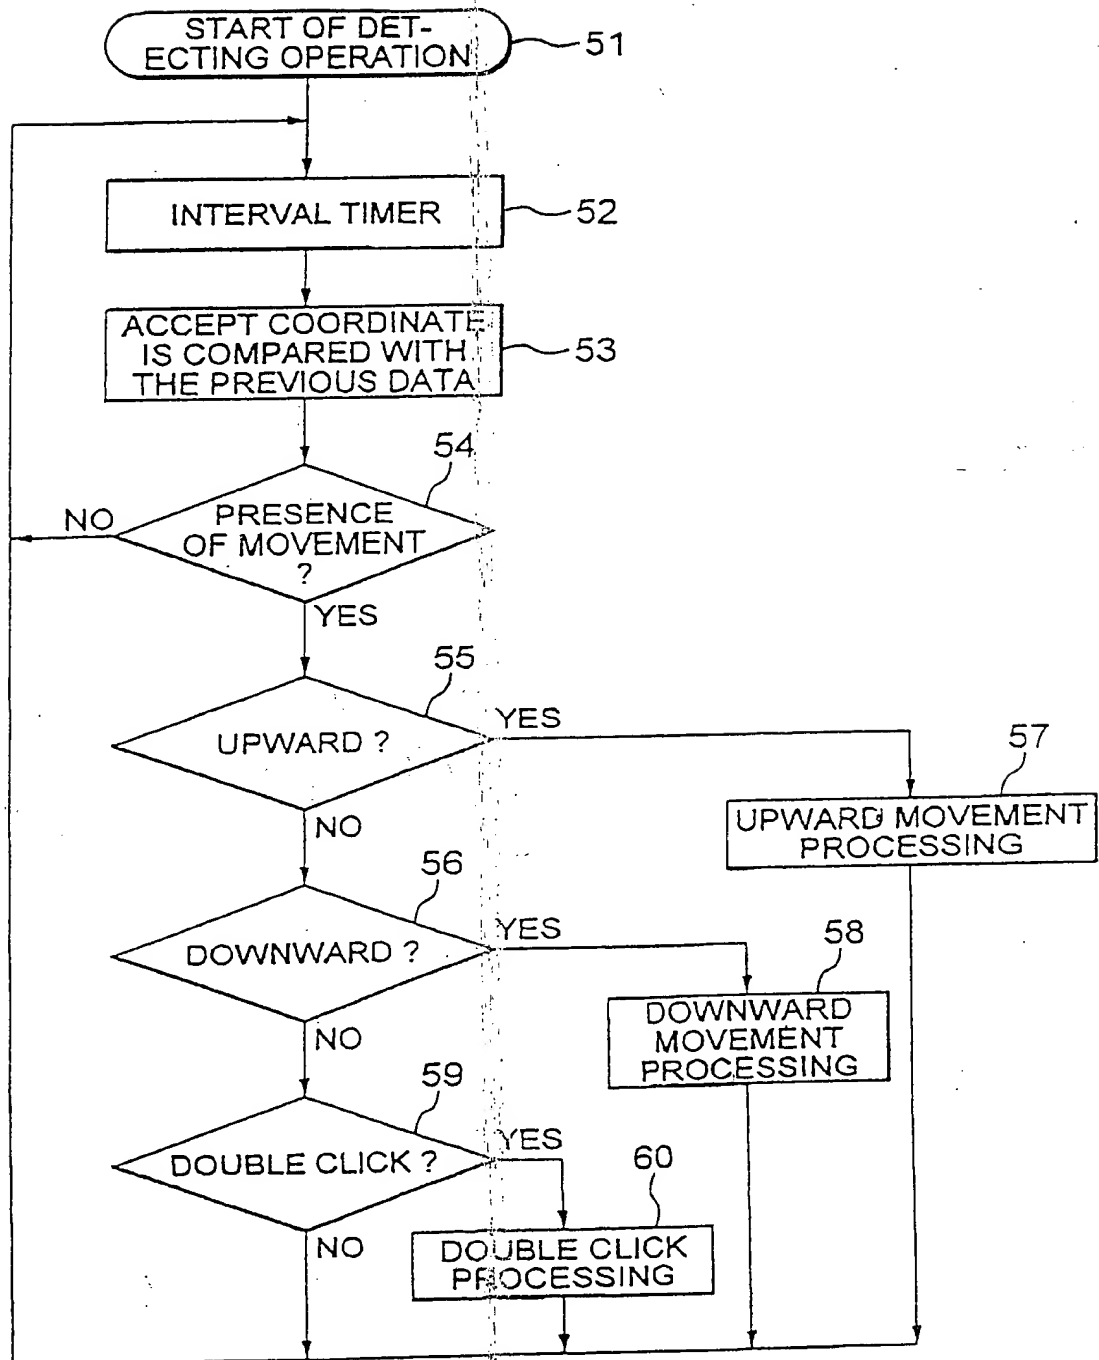 START OF DET-
ECTING OPERATION
51
INTERVAL TIMER
52
ACCEPT COORDINATE
IS COMPARED WITH
THE PREVIOUS DATA
53
54
NO
PRESENCE
OF MOVEMENT
?
YES
55
YES
UPWARD ?
57
UPWARD MOVEMENT
PROCESSING
NO
56
YES
DOWNWARD ?
58
DOWNWARD
MOVEMENT
PROCESSING
NO
59
YES
DOUBLE CLICK ?
60
NO
DOUBLE CLICK
PROCESSING